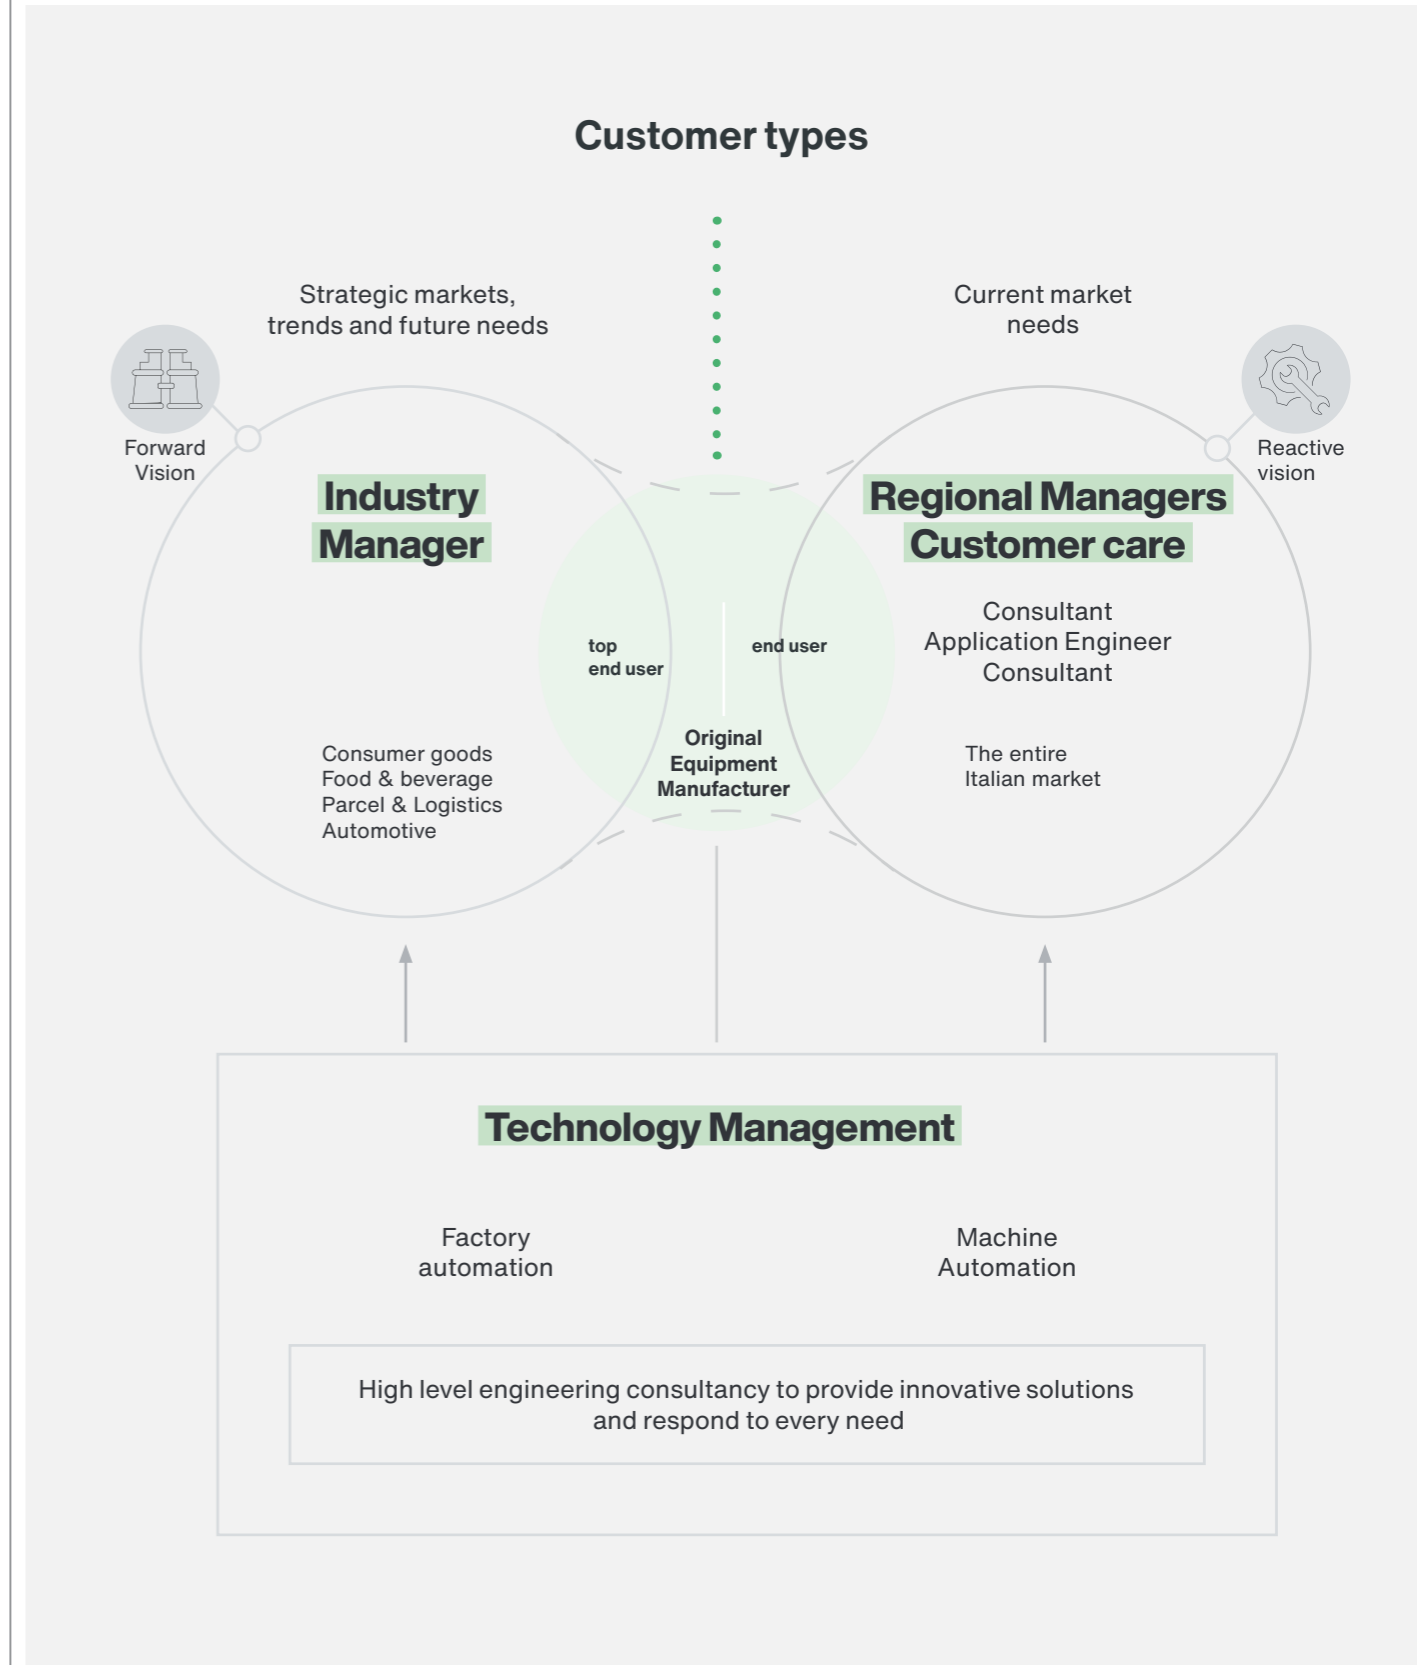 Customer types
Strategic markets,
trends and future needs
Current market
needs
Forward
Vision
Reactive
vision
Industry
Manager
Regional Managers
Customer care
Consultant
Application Engineer
Consultant
top
end user
end user
Original
Equipment
Manufacturer
Consumer goods
Food & beverage
Parcel & Logistics
Automotive
The entire
Italian market
Technology Management
Factory
automation
Machine
Automation
High level engineering consultancy to provide innovative solutions
and respond to every need